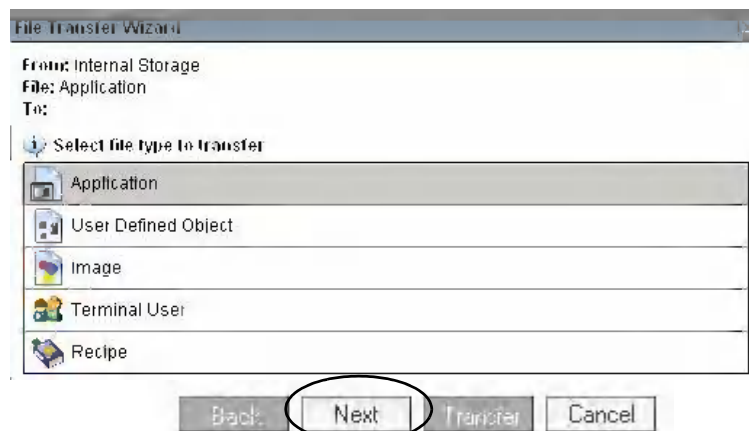 File Transfer Wizard
From: Internal Storage
File: Application
To:
Select file type to transfer
Application
User Defined Object
Image
Terminal User
Recipe
Back Next Transfer Cancel